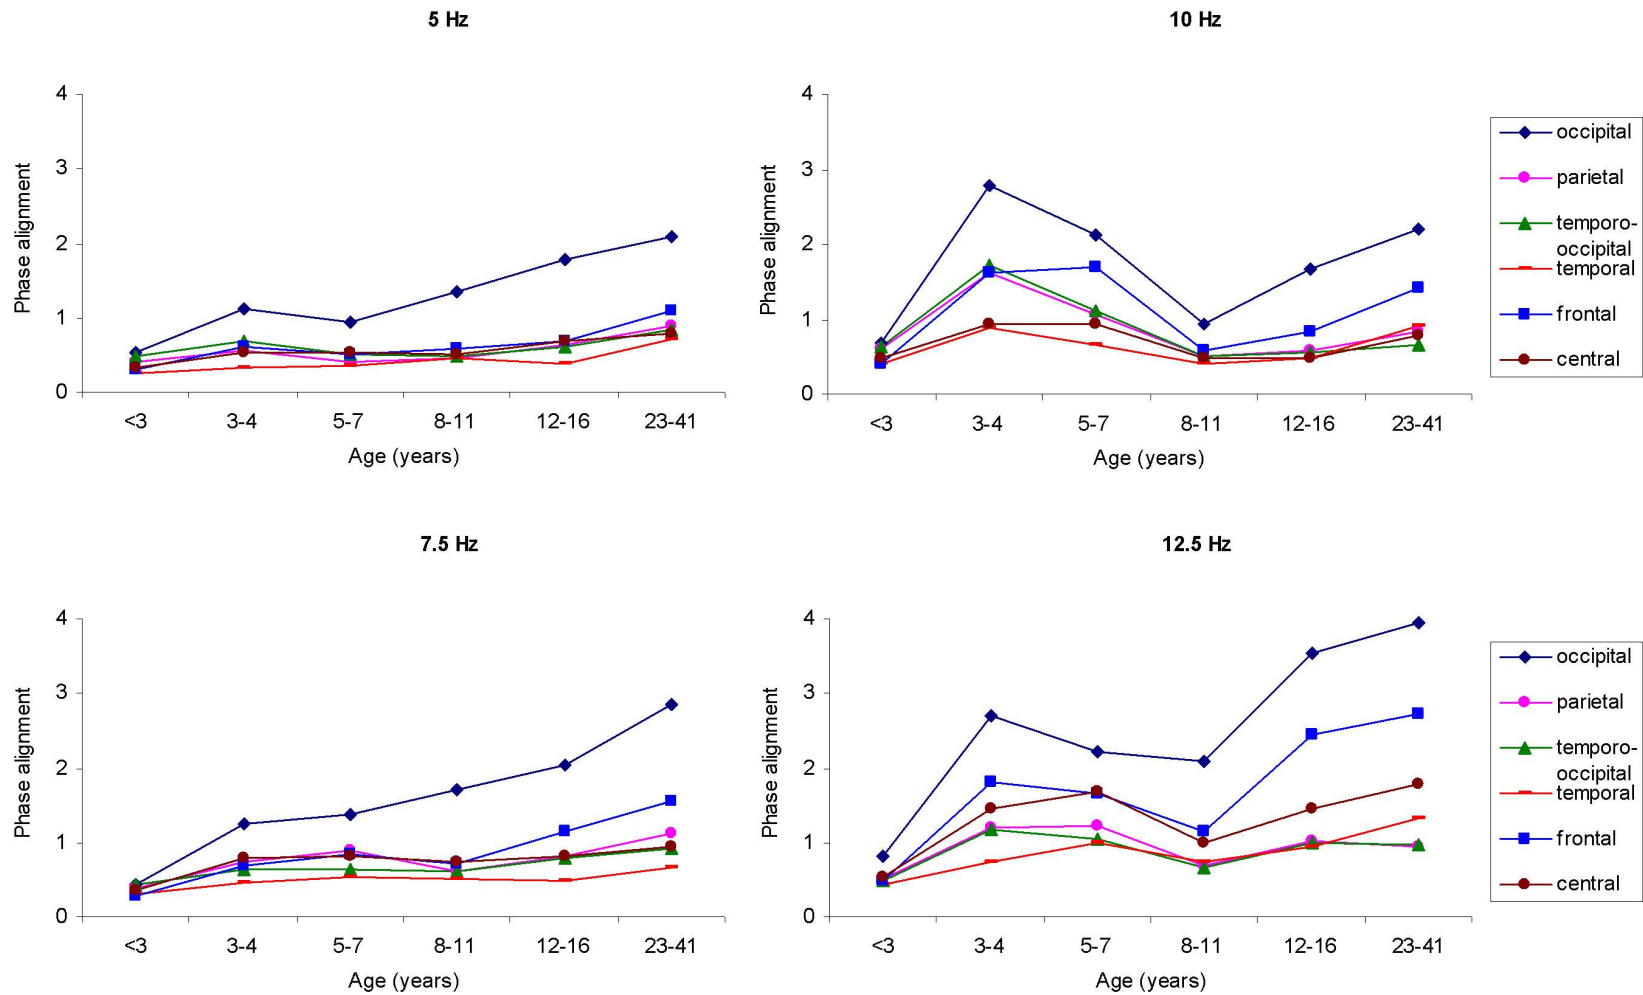 5 Hz
4
3
2
1
0
Phase alignment
<3 3-4 5-7 8-11 12-16 23-41
Age (years)
10 Hz
4
3
2
1
0
Phase alignment
<3 3-4 5-7 8-11 12-16 23-41
Age (years)
occipital
parietal
temporo-
occipital
temporal
frontal
central
7.5 Hz
4
3
2
1
0
Phase alignment
<3 3-4 5-7 8-11 12-16 23-41
Age (years)
12.5 Hz
4
3
2
1
0
Phase alignment
<3 3-4 5-7 8-11 12-16 23-41
Age (years)
occipital
parietal
temporo-
occipital
temporal
frontal
central